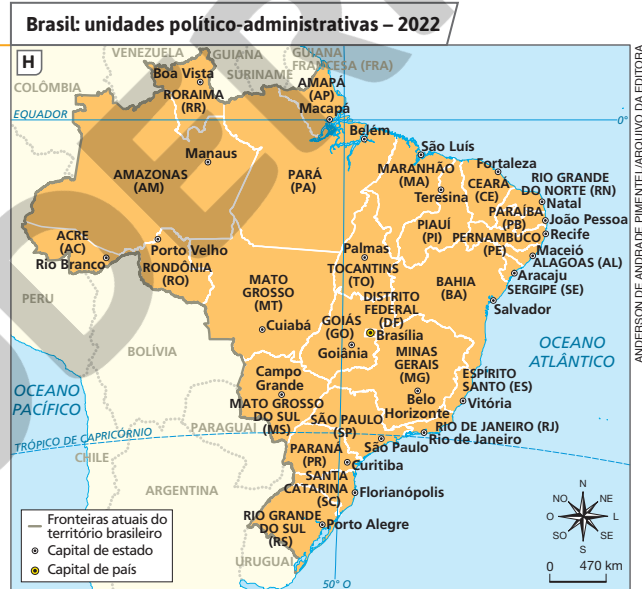 Brasil: unidades político-administrativas – 2022
H
VENEZUELA
GUIANA
SURINAME
GUIANA
FRANCESA (FRA)
COLÔMBIA
Boa Vista
RORAIMA
(RR)
AMAPÁ
(AP)
Macapá
EQUADOR
0°
Belém
São Luís
Manaus
AMAZONAS
(AM)
PARÁ
(PA)
MARANHÃO
(MA)
Teresina
Fortaleza
CEARÁ
(CE)
RIO GRANDE
DO NORTE (RN)
Natal
PARAÍBA
(PB)
João Pessoa
PIAUÍ
(PI)
PERNAMBUCO
(PE)
Recife
Maceió
ALAGOAS (AL)
Aracaju
SERGIPE (SE)
ACRE
(AC)
Rio Branco
Porto Velho
RONDÔNIA
(RO)
Palmas
TOCANTINS
(TO)
BAHIA
(BA)
Salvador
PERU
MATO
GROSSO
(MT)
Cuiabá
DISTRITO
FEDERAL
(DF)
Brasília
GOIÁS
(GO)
Goiânia
BOLÍVIA
MINAS
GERAIS
(MG)
Belo
Horizonte
OCEANO
ATLÂNTICO
ESPÍRITO
SANTO (ES)
Vitória
OCEANO
PACÍFICO
Campo
Grande
MATO GROSSO
DO SUL
(MS)
SÃO PAULO
(SP)
São Paulo
RIO DE JANEIRO (RJ)
Rio de Janeiro
TRÓPICO DE CAPRICÓRNIO
PARAGUAI
CHILE
PARANÁ
(PR)
Curitiba
SANTA
CATARINA
(SC)
Florianópolis
ARGENTINA
RIO GRANDE
DO SUL
(RS)
Porto Alegre
URUGUAI
50° O
Fronteiras atuais do
território brasileiro
Capital de estado
Capital de país
N
NO
NE
O
L
SO
SE
S
0 470 km
ANDERSON DE ANDRADE PIMENTEL/ARQUIVO DA EDITORA